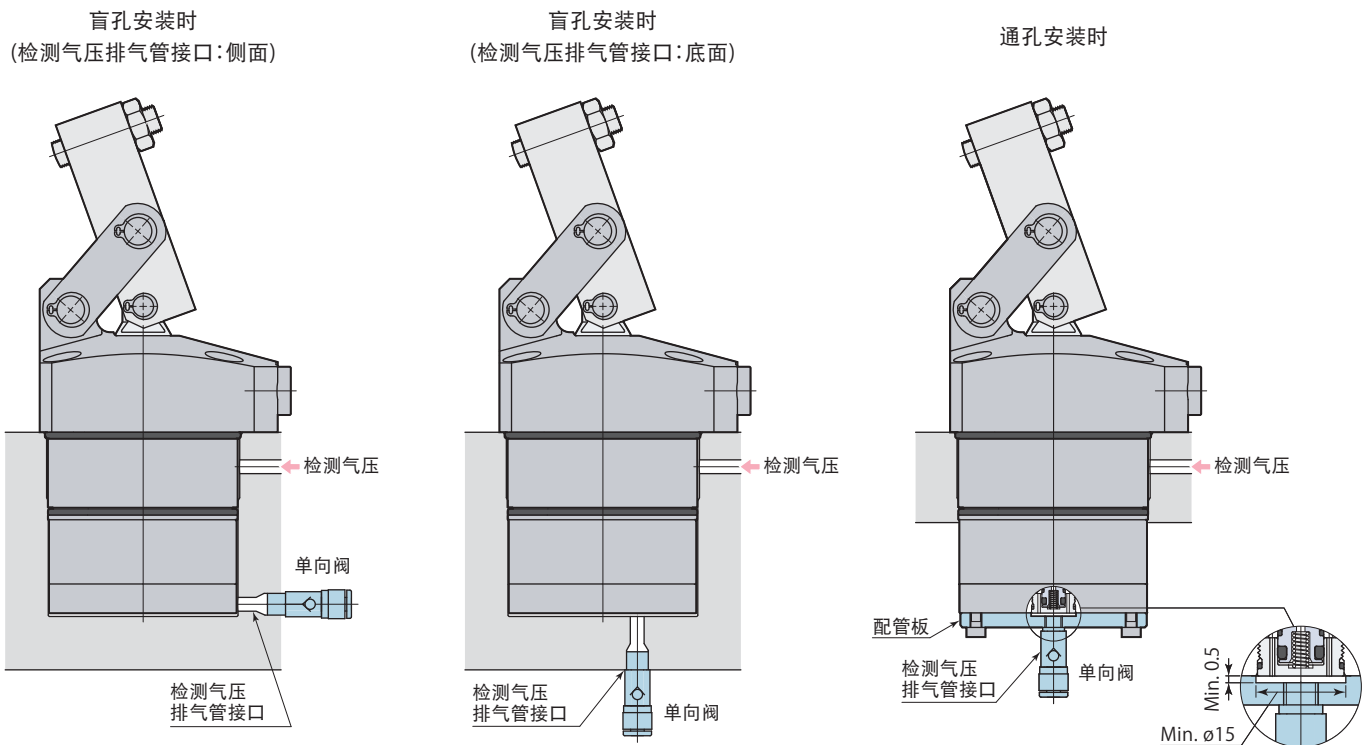 盲孔安装时
(检测气压排气管接口:侧面)
检测气压
单向阀
检测气压
排气管接口
盲孔安装时
(检测气压排气管接口:底面)
检测气压
检测气压
排气管接口
单向阀
通孔安装时
检测气压
配管板
检测气压
排气管接口
单向阀
Min. 0.5
Min. ø15